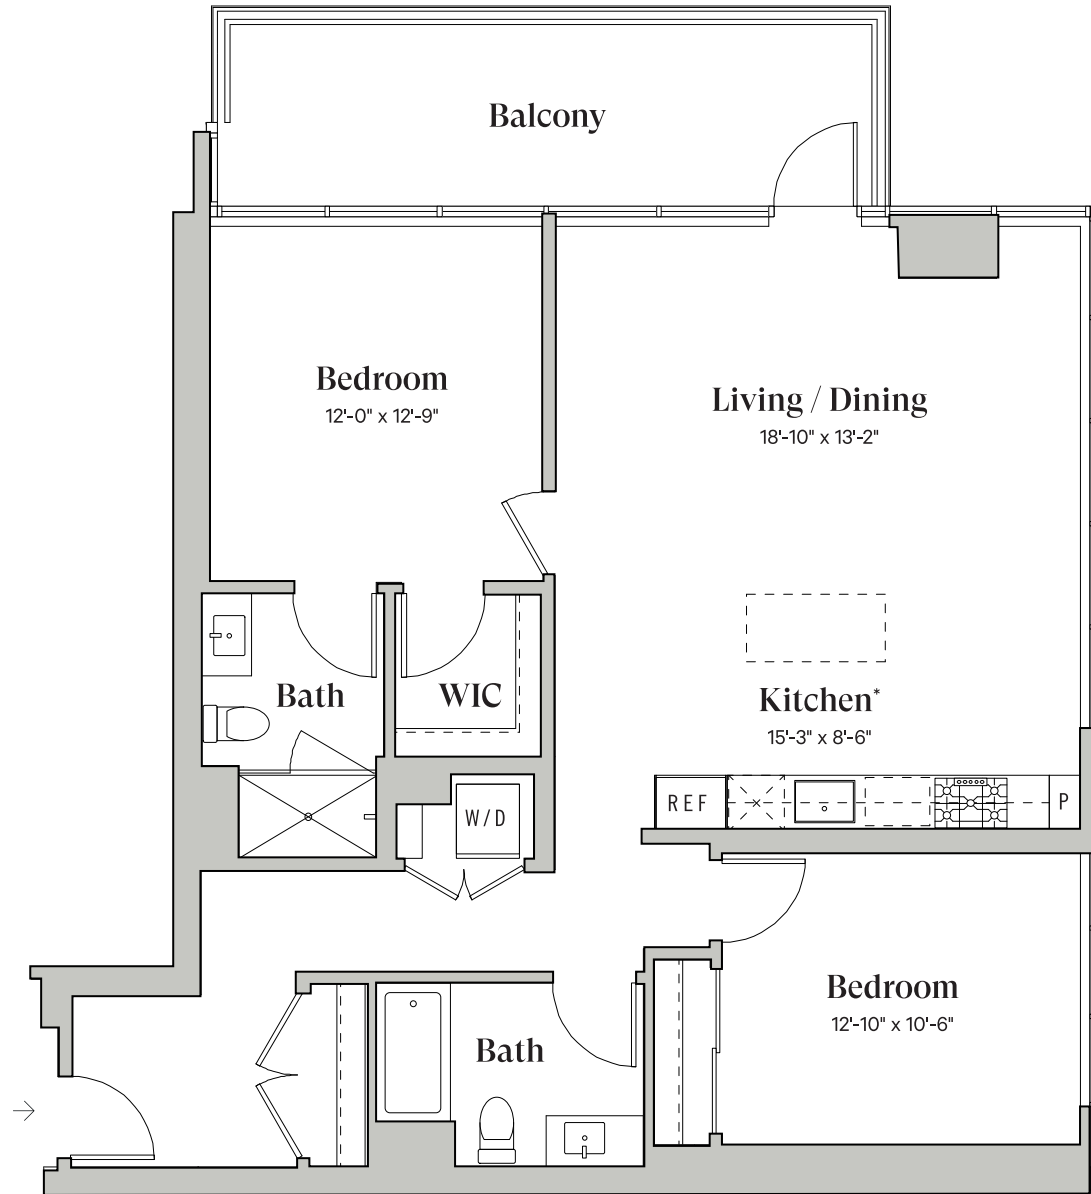 Balcony
Bedroom
12'-0" x 12'-9"
Living / Dining
18'-10" x 13'-2"
Bath
WIC
Kitchen*
15'-3" x 8'-6"
REF
P
W/D
Bedroom
12'-10" x 10'-6"
Bath